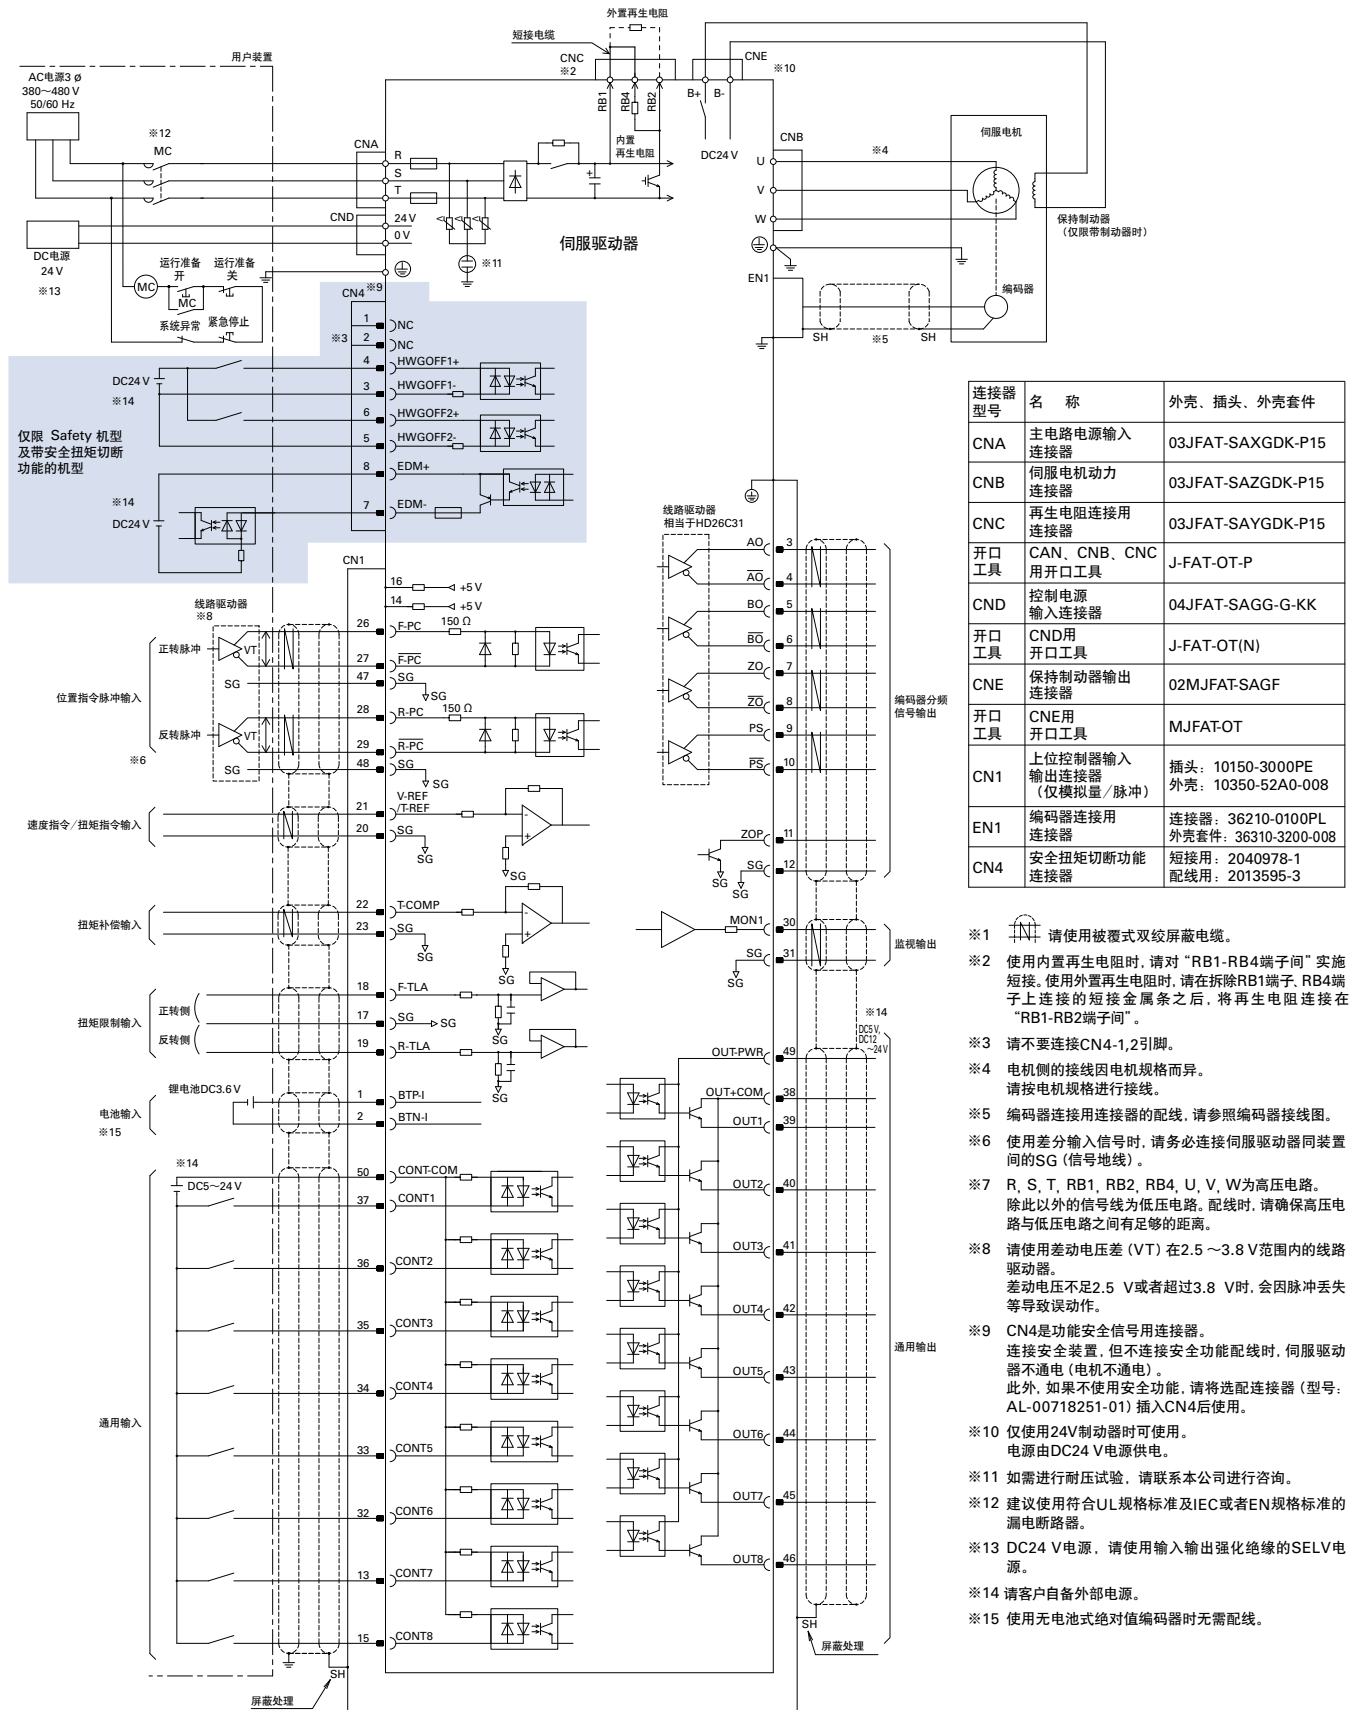 外置再生电阻
短接电缆
用户装置
CNC
※2
CNE
※10
AC电源3 ø
380～480 V
50/60 Hz
RB1
RB4
RB2
B+
B-
内置
再生电阻
DC24 V
※12
MC
CNA
R
S
T
CND
24 V
0 V
※11
伺服驱动器
CNB
U
V
W
※4
伺服电机
保持制动器
（仅限带制动器时）
EN1
编码器
SH
※5
SH
DC电源
24 V
※13
运行准备
开
运行准备
关
MC
MC
系统异常
紧急停止
CN4
※9
※3
1
NC
2
NC
4
HWGOFF1+
3
HWGOFF1-
6
HWGOFF2+
5
HWGOFF2-
8
EDM+
7
EDM-
DC24 V
※14
仅限 Safety 机型
及带安全扭矩切断
功能的机型
※14
DC24 V
CN1
16
+5 V
14
+5 V
线路驱动器
※8
正转脉冲
VT
26
F-PC
150 Ω
27
F-PC
SG
47
SG
SG
位置指令脉冲输入
反转脉冲
VT
28
R-PC
150 Ω
29
R-PC
※6
SG
48
SG
SG
速度指令/扭矩指令输入
21
V-REF
/T-REF
20
SG
SG
SG
扭矩补偿输入
22
T-COMP
23
SG
SG
SG
扭矩限制输入
正转侧
反转侧
18
F-TLA
17
SG
SG
SG
19
R-TLA
SG
电池输入
※15
锂电池DC3.6 V
1
BTP-I
2
BTN-I
※14
DC5～24 V
50
CONT-COM
37
CONT1
36
CONT2
35
CONT3
34
CONT4
通用输入
33
CONT5
32
CONT6
13
CONT7
15
CONT8
SH
屏蔽处理
线路驱动器
相当于HD26C31
AO
3
AO
4
BO
5
BO
6
ZO
7
ZO
8
PS
9
PS
10
编码器分频
信号输出
ZOP
11
SG
12
SG
SG
MON1
30
SG
31
SG
监视输出
※14
DC5 V,
DC12
～24 V
OUT-PWR
49
OUT+COM
38
OUT1
39
OUT2
40
OUT3
41
OUT4
42
OUT5
43
OUT6
44
OUT7
45
OUT8
46
通用输出
SH
屏蔽处理
连接器
型号
名 称
外壳、插头、外壳套件
CNA
主电路电源输入
连接器
03JFAT-SAXGDK-P15
CNB
伺服电机动力
连接器
03JFAT-SAZGDK-P15
CNC
再生电阻连接用
连接器
03JFAT-SAYGDK-P15
开口
工具
CAN、CNB、CNC
用开口工具
J-FAT-OT-P
CND
控制电源
输入连接器
04JFAT-SAGG-G-KK
开口
工具
CND用
开口工具
J-FAT-OT(N)
CNE
保持制动器输出
连接器
02MJFAT-SAGF
开口
工具
CNE用
开口工具
MJFAT-OT
CN1
上位控制器输入
输出连接器
（仅模拟量／脉冲）
插头：10150-3000PE
外壳：10350-52A0-008
EN1
编码器连接用
连接器
连接器：36210-0100PL
外壳套件：36310-3200-008
CN4
安全扭矩切断功能
连接器
短接用：2040978-1
配线用：2013595-3
※1 请使用被覆式双绞屏蔽电缆。
※2 使用内置再生电阻时，请对“RB1-RB4端子间”实施
短接。使用外置再生电阻时，请在拆除RB1端子、RB4端
子上连接的短接金属条之后，将再生电阻连接在
“RB1-RB2端子间”。
※3 请不要连接CN4-1,2引脚。
※4 电机侧的接线因电机规格而异。
请按电机规格进行接线。
※5 编码器连接用连接器的配线，请参照编码器接线图。
※6 使用差分输入信号时，请务必连接伺服驱动器同装置
间的SG（信号地线）。
※7 R, S, T, RB1, RB2, RB4, U, V, W为高压电路。
除此以外的信号线为低压电路。配线时，请确保高压电
路与低压电路之间有足够的距离。
※8 请使用差动电压差（VT）在2.5～3.8 V范围内的线路
驱动器。
差动电压不足2.5 V或者超过3.8 V时，会因脉冲丢失
等导致误动作。
※9 CN4是功能安全信号用连接器。
连接安全装置，但不连接安全功能配线时，伺服驱动
器不通电（电机不通电）。
此外，如果不使用安全功能，请将选配连接器（型号：
AL-00718251-01）插入CN4后使用。
※10 仅使用24V制动器时可使用。
电源由DC24 V电源供电。
※11 如需进行耐压试验，请联系本公司进行咨询。
※12 建议使用符合UL规格标准及IEC或者EN规格标准的
漏电断路器。
※13 DC24 V电源，请使用输入输出强化绝缘的SELV电
源。
※14 请客户自备外部电源。
※15 使用无电池式绝对值编码器时无需配线。